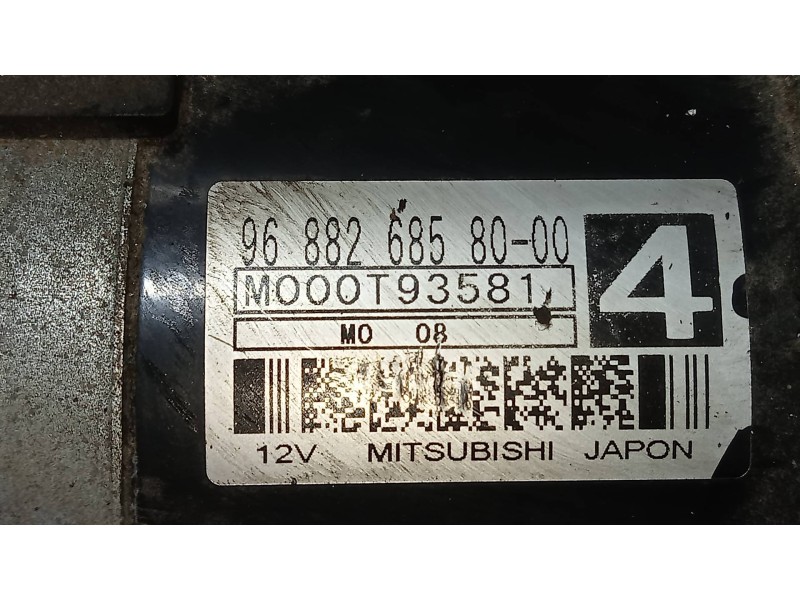 96 882 685 80-00
4
M000T93581
M0 08
12V MITSUBISHI JAPON